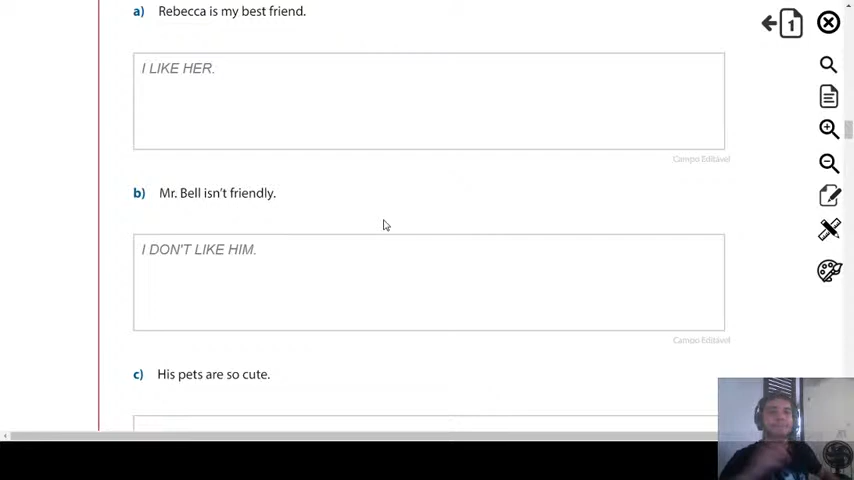 a) Rebecca is my best friend.
1
I LIKE HER.
Campo Editável
b) Mr. Bell isn't friendly.
I DON'T LIKE HIM.
Campo Editável
c) His pets are so cute.